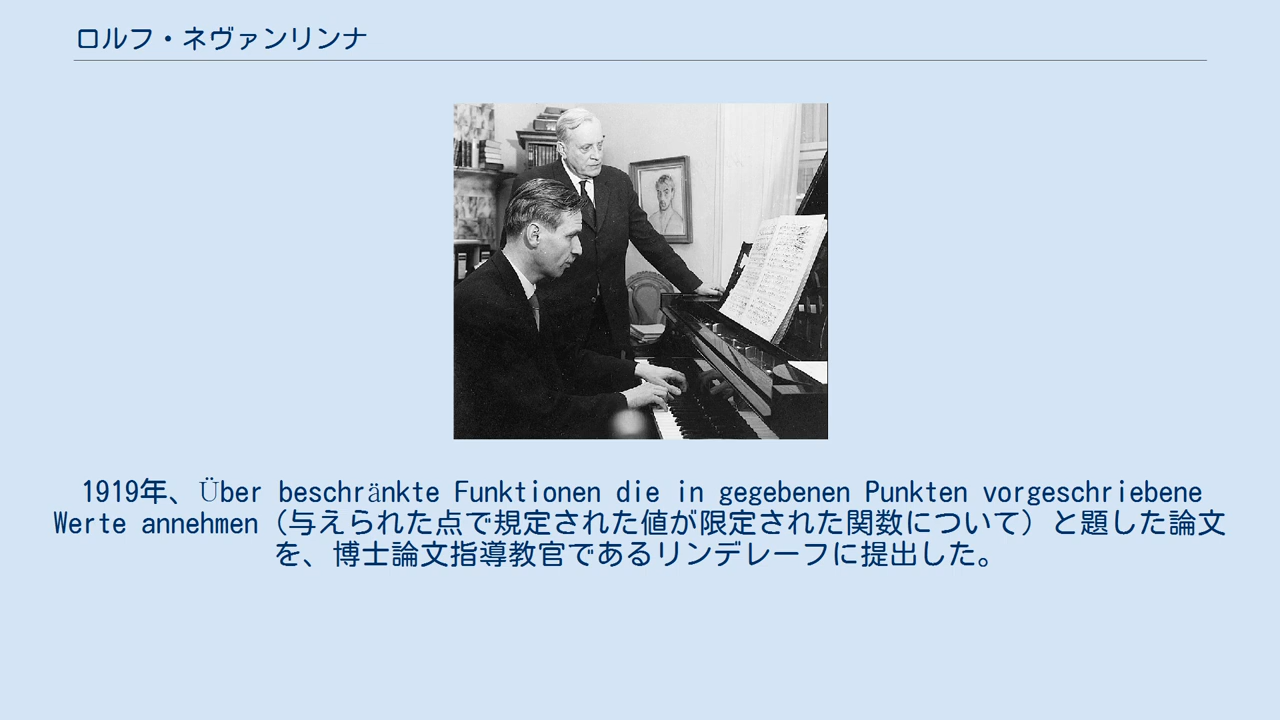 ロルフ・ネヴァンリンナ
1919年、Über beschränkte Funktionen die in gegebenen Punkten vorgeschriebene
Werte annehmen（与えられた点で規定された値が限定された関数について）と題した論文
を、博士論文指導教官であるリンデレーフに提出した。